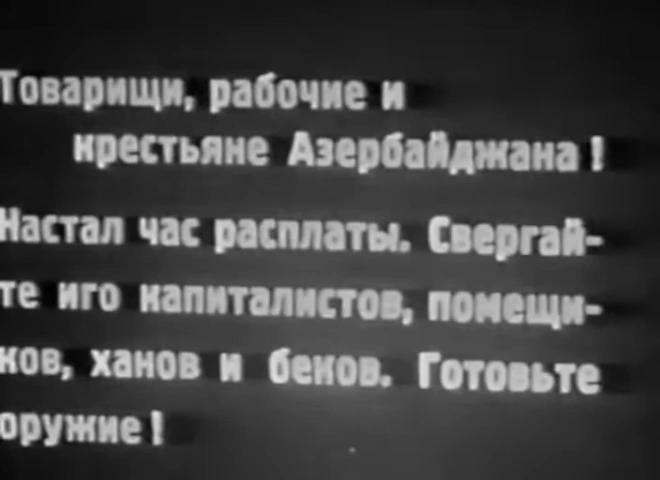 Товарищи, рабочие и
крестьяне Азербайджана!
Настал час расплаты. Свергай-
те иго капиталистов, помещи-
ков, ханов и беков. Готовьте
оружие!